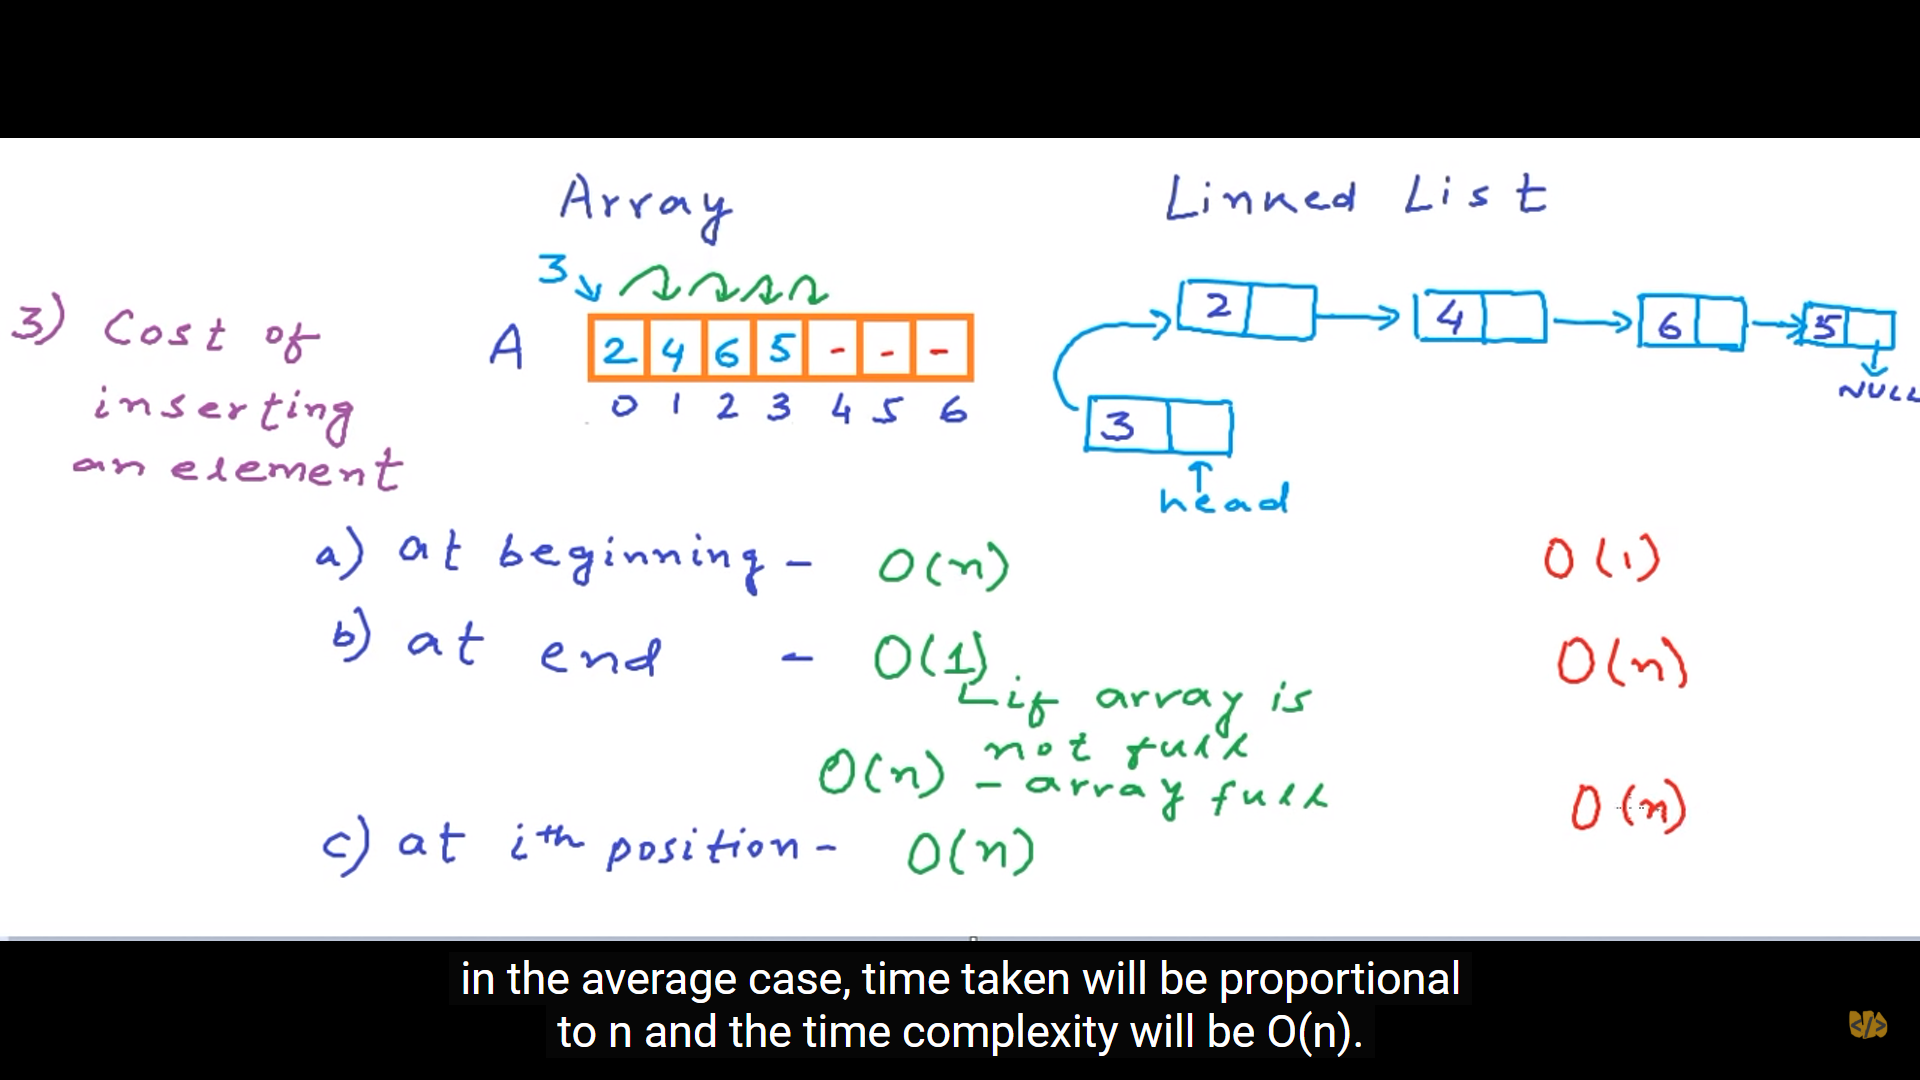 Array
Linked List
3
3) Cost of
inserting
an element
A
2 4 6 5 - - -
0 1 2 3 4 5 6
2
4
6
5
NULL
3
head
a) at beginning - O(n) O(1)
b) at end - O(1) O(n)
if array is
not full
O(n) - array full
c) at ith position - O(n) O(n)
in the average case, time taken will be proportional
to n and the time complexity will be O(n).